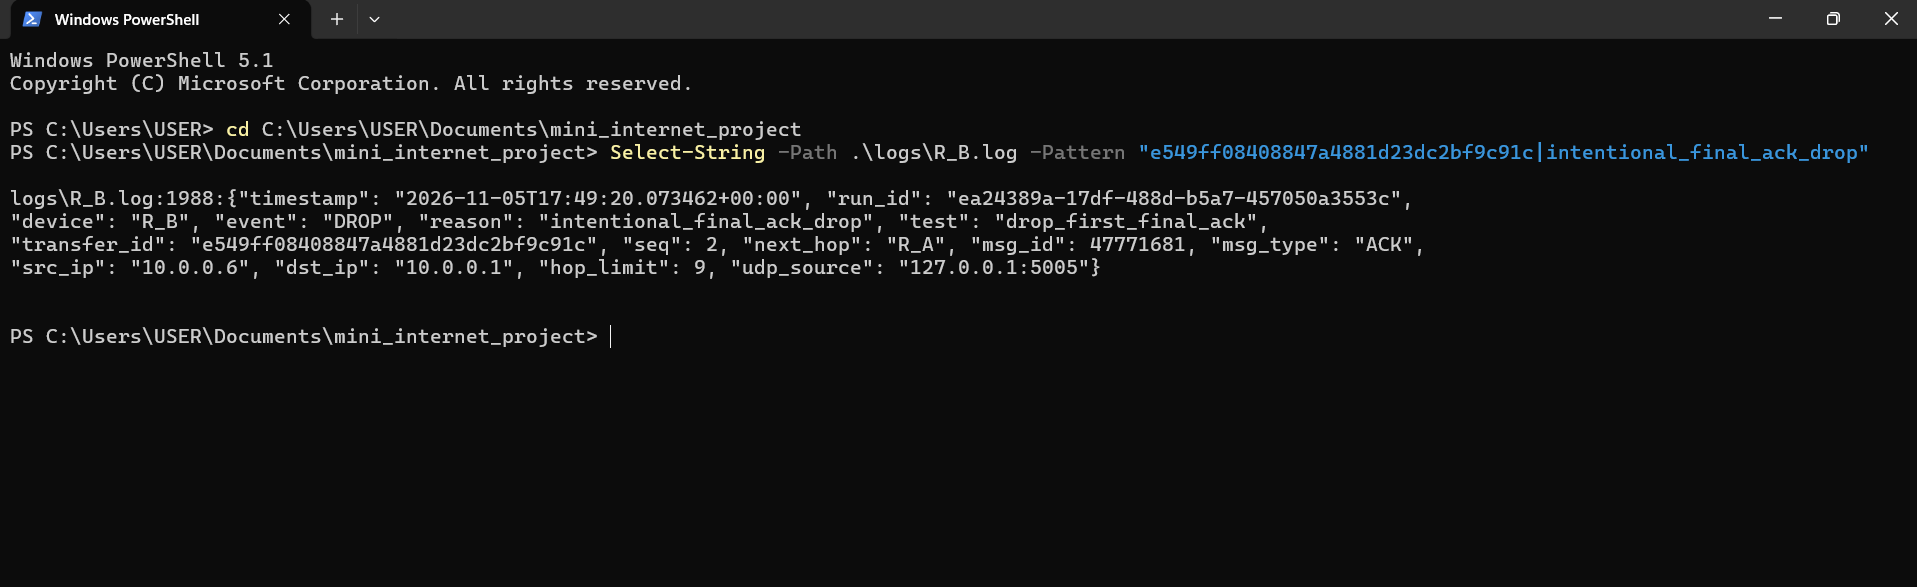 Windows PowerShell
Windows PowerShell 5.1
Copyright (C) Microsoft Corporation. All rights reserved.
PS C:\Users\USER> cd C:\Users\USER\Documents\mini_internet_project
PS C:\Users\USER\Documents\mini_internet_project> Select-String -Path .\logs\R_B.log -Pattern "e549ff08408847a4881d23dc2bf9c91c|intentional_final_ack_drop"
logs\R_B.log:1988:{"timestamp": "2026-11-05T17:49:20.073462+00:00", "run_id": "ea24389a-17df-488d-b5a7-457050a3553c",
"device": "R_B", "event": "DROP", "reason": "intentional_final_ack_drop", "test": "drop_first_final_ack",
"transfer_id": "e549ff08408847a4881d23dc2bf9c91c", "seq": 2, "next_hop": "R_A", "msg_id": 47771681, "msg_type": "ACK",
"src_ip": "10.0.0.6", "dst_ip": "10.0.0.1", "hop_limit": 9, "udp_source": "127.0.0.1:5005"}
PS C:\Users\USER\Documents\mini_internet_project>